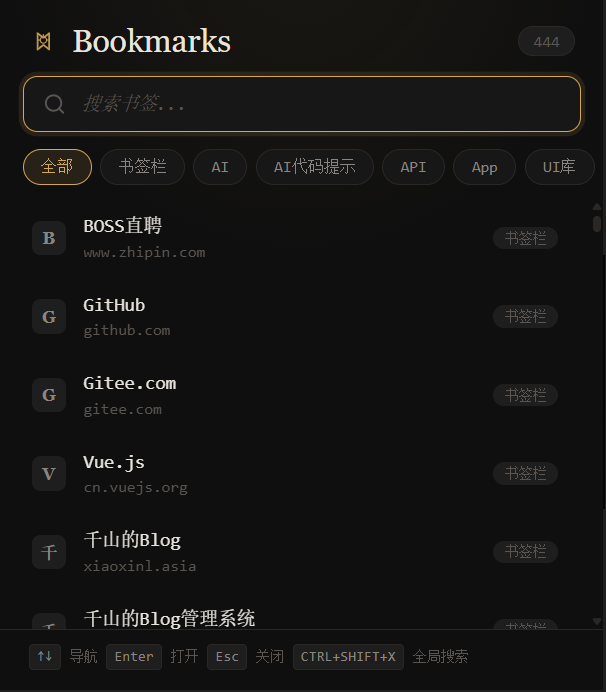 Bookmarks 444
搜索书签...
全部 书签栏 AI AI代码提示 API App UI库
B BOSS直聘 书签栏
www.zhipin.com
G GitHub 书签栏
github.com
G Gitee.com 书签栏
gitee.com
V Vue.js 书签栏
cn.vuejs.org
千 千山的Blog 书签栏
xiaoxinl.asia
千 千山的Blog管理系统 书签栏
↑↓ 导航 Enter 打开 Esc 关闭 CTRL+SHIFT+X 全局搜索